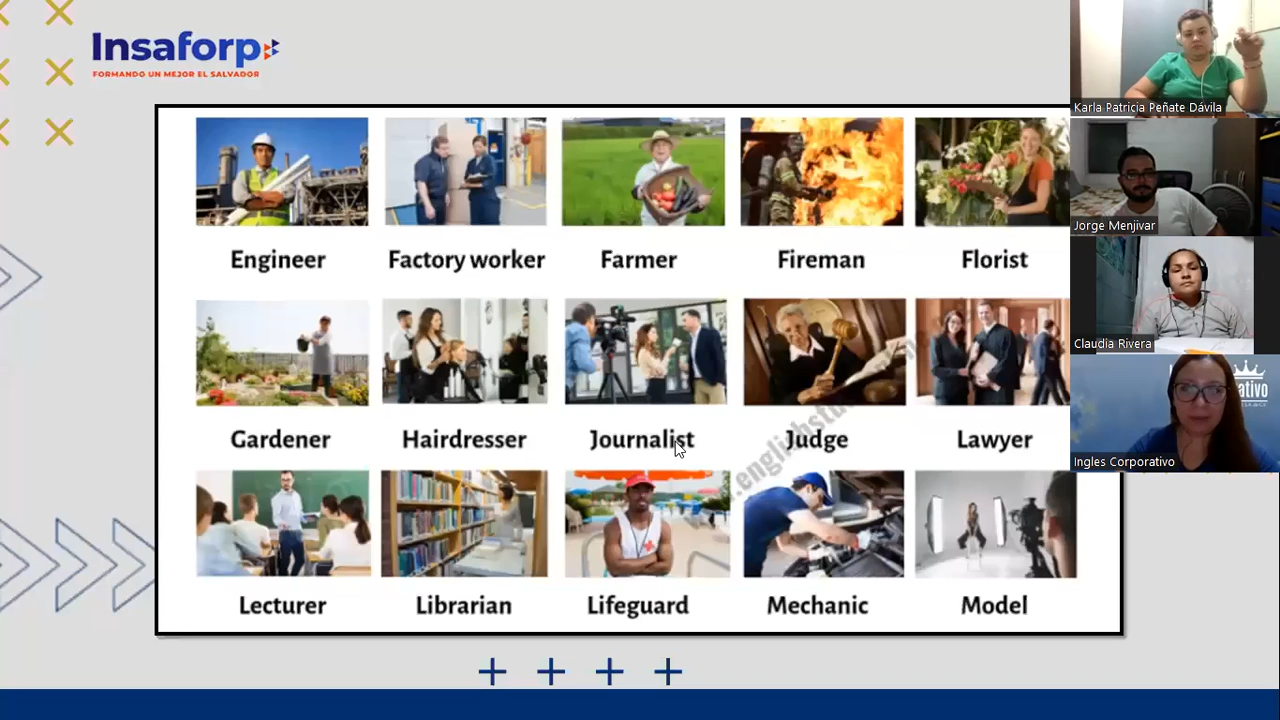 Insaforp
FORMANDO UN MEJOR EL SALVADOR
Engineer
Factory worker
Farmer
Fireman
Florist
Gardener
Hairdresser
Journalist
Judge
Lawyer
Lecturer
Librarian
Lifeguard
Mechanic
Model
Karla Patricia Peñate Dávila
Jorge Menjivar
Claudia Rivera
Ingles Corporativo